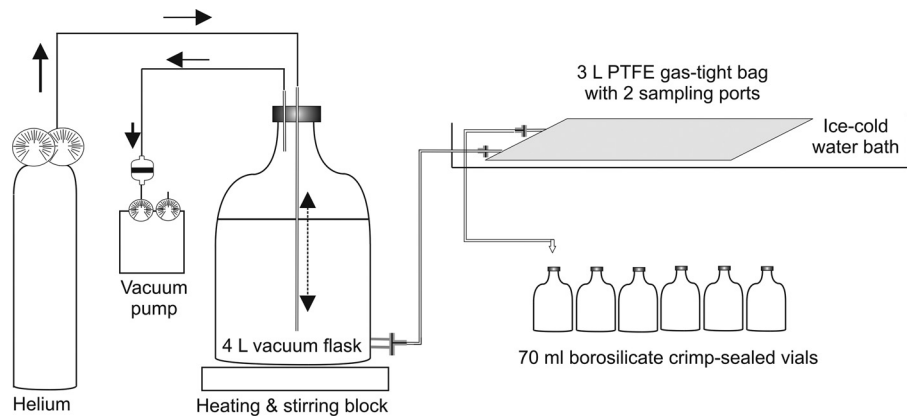 3 L PTFE gas-tight bag
with 2 sampling ports
Ice-cold
water bath
Vacuum
pump
4 L vacuum flask
70 ml borosilicate crimp-sealed vials
Helium
Heating & stirring block